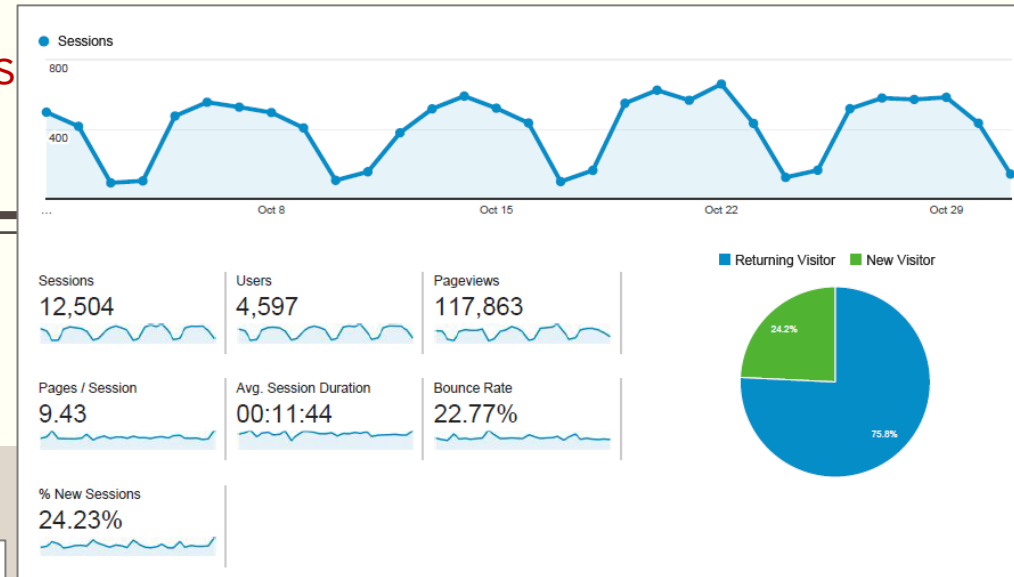 s
Sessions
800
400
...
Oct 8
Oct 15
Oct 22
Oct 29
Returning Visitor
New Visitor
Sessions
12,504
Users
4,597
Pageviews
117,863
24.2%
75.8%
Pages / Session
9.43
Avg. Session Duration
00:11:44
Bounce Rate
22.77%
% New Sessions
24.23%